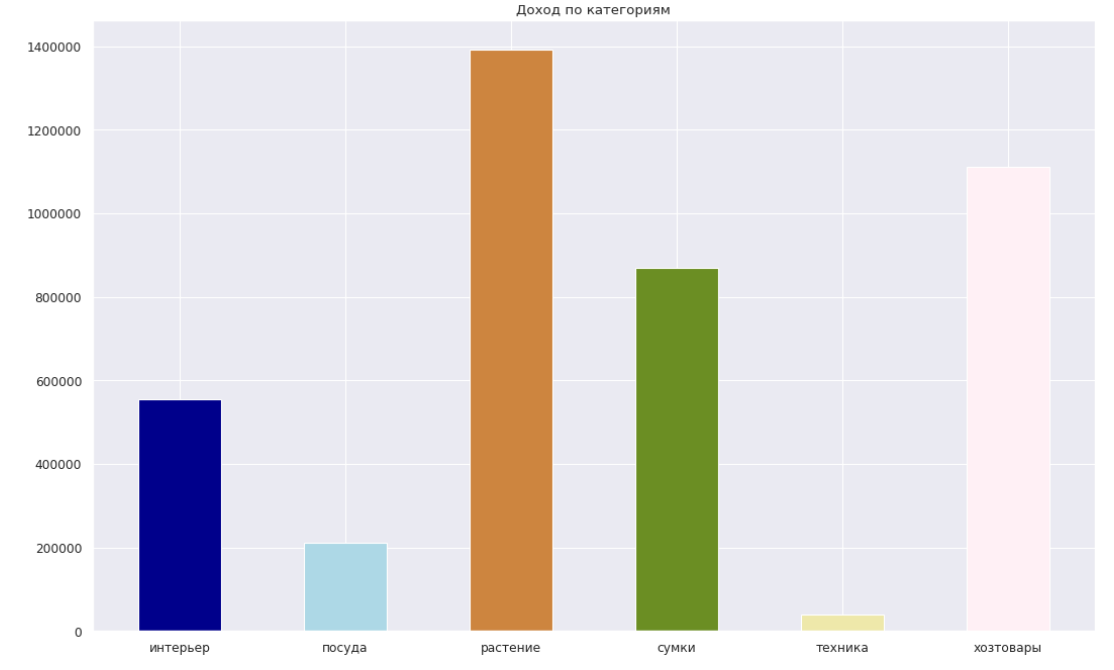 Доход по категориям
1400000
1200000
1000000
800000
600000
400000
200000
0
интерьер
посуда
растение
сумки
техника
хозтовары